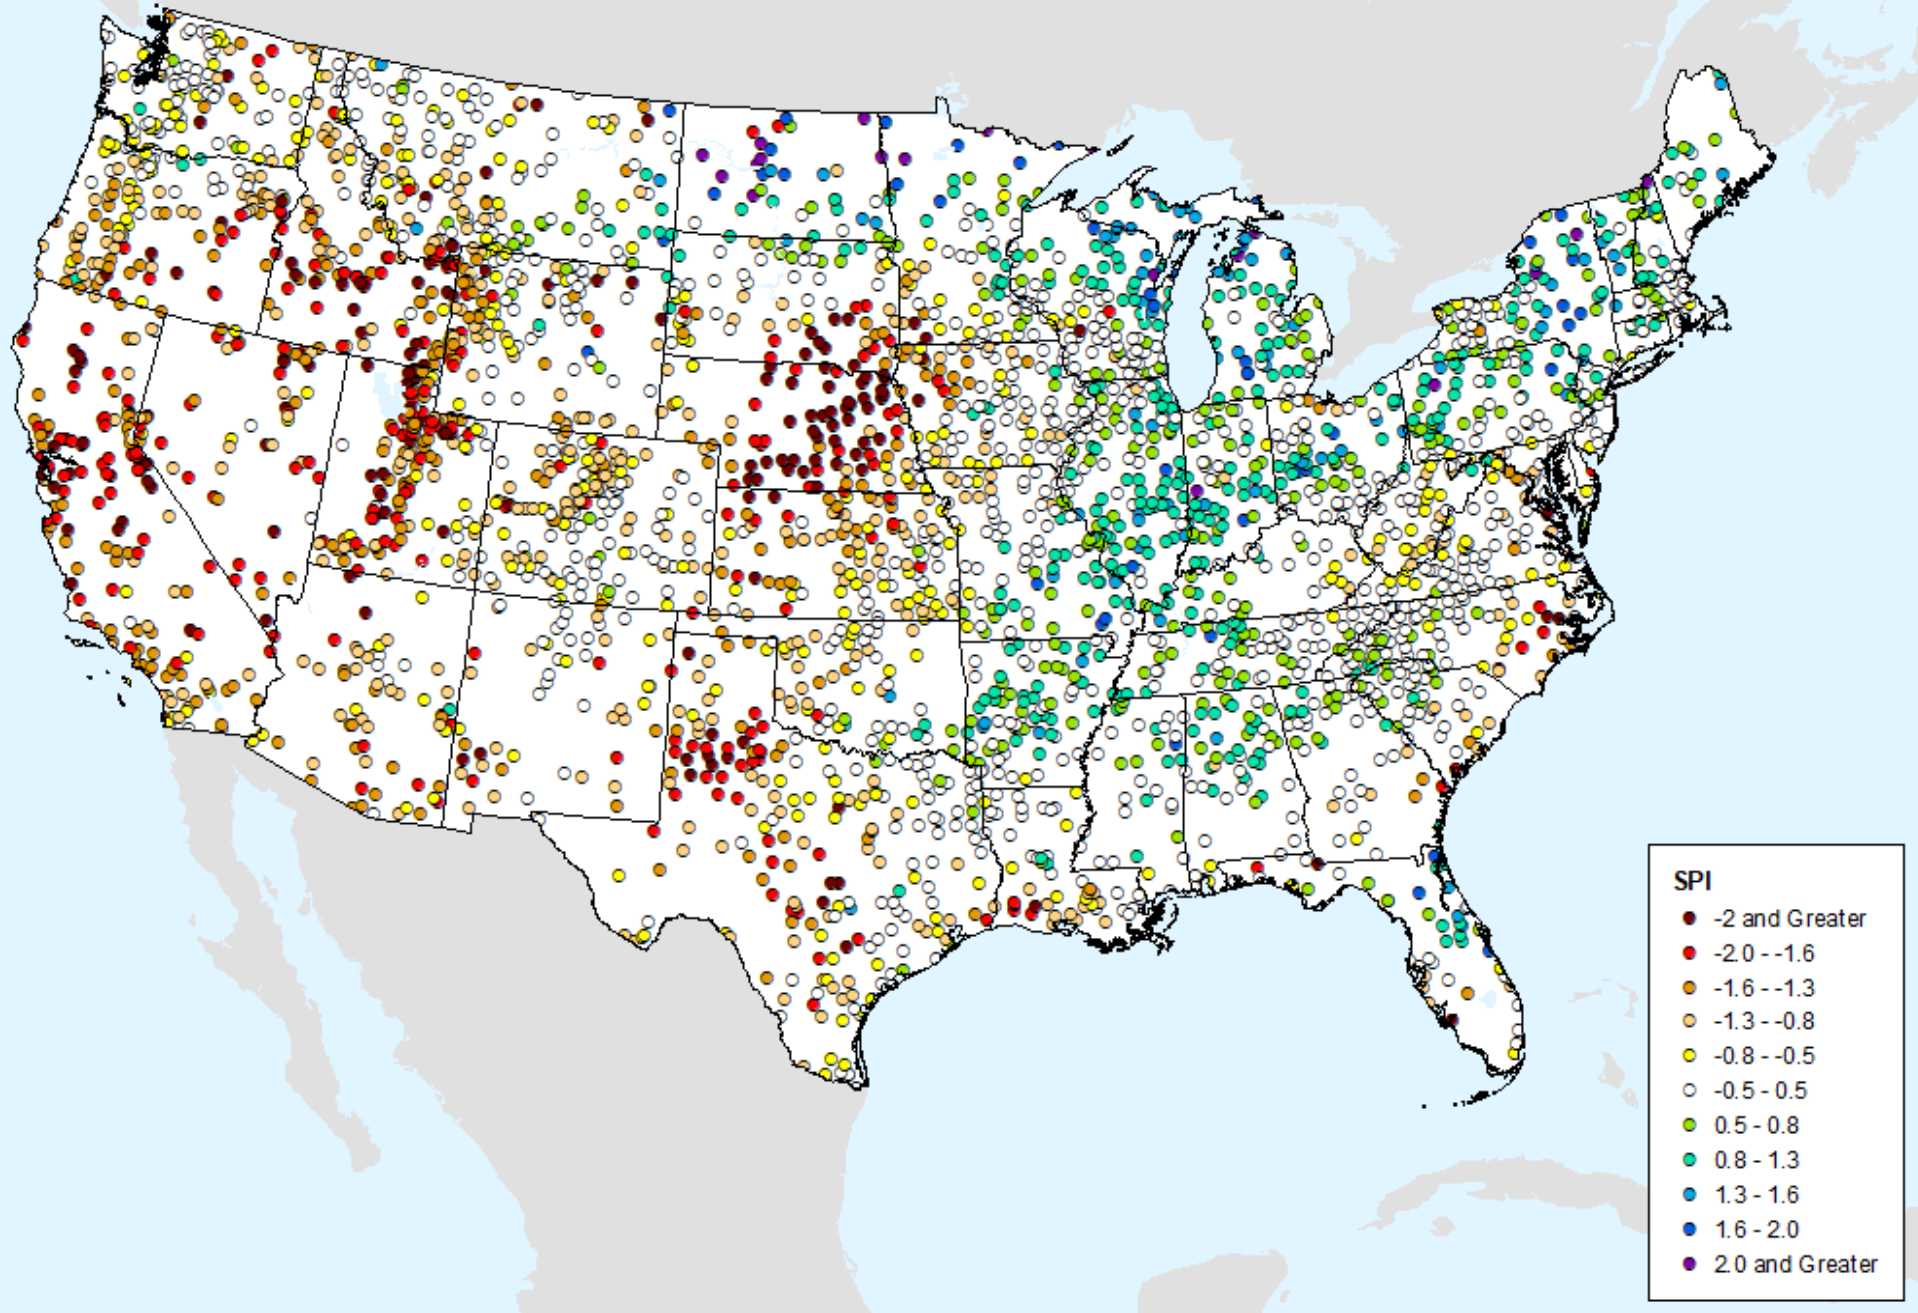 SPI
-2 and Greater
-2.0 - -1.6
-1.6 - -1.3
-1.3 - -0.8
-0.8 - -0.5
-0.5 - 0.5
0.5 - 0.8
0.8 - 1.3
1.3 - 1.6
1.6 - 2.0
2.0 and Greater